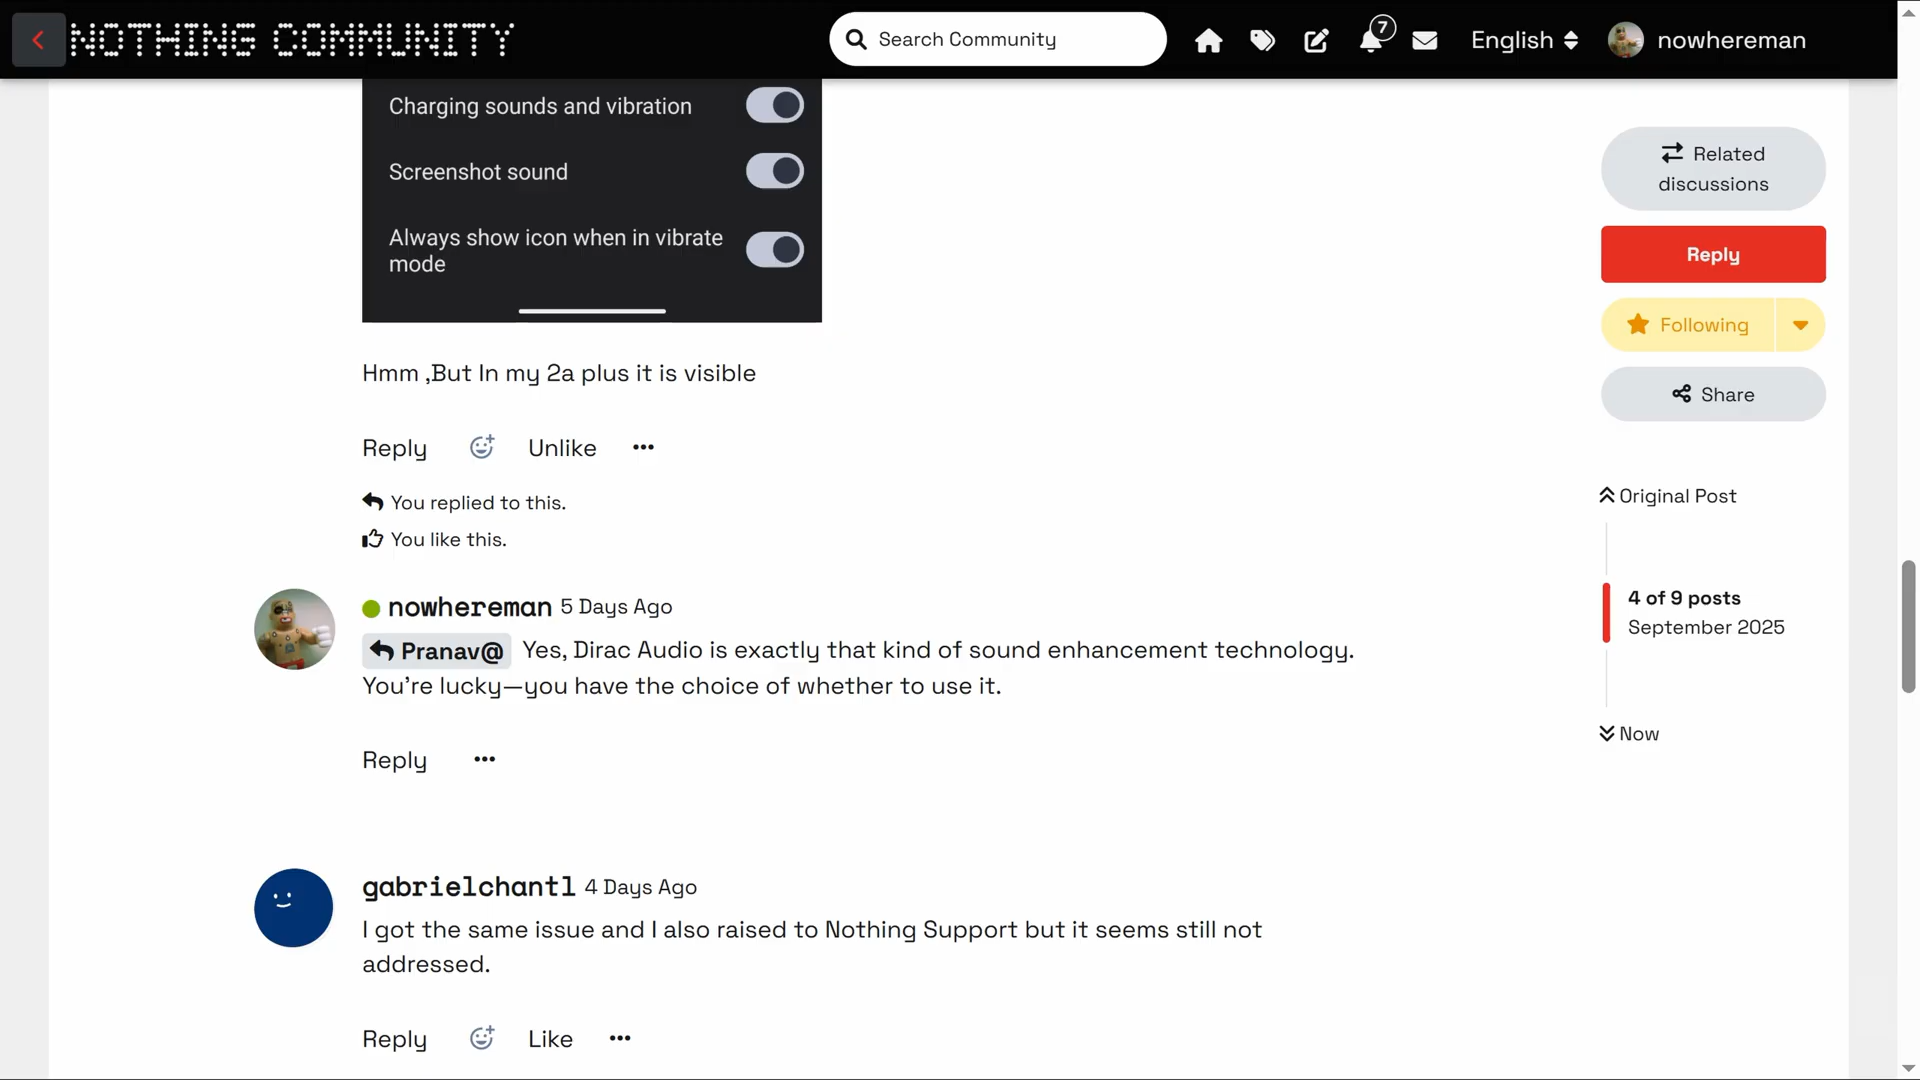 NOTHING COMMUNITY
Search Community
7
English
nowhereman
Charging sounds and vibration
Screenshot sound
Always show icon when in vibrate
mode
Hmm ,But In my 2a plus it is visible
Reply Unlike •••
You replied to this.
You like this.
nowhereman 5 Days Ago
Pranav@ Yes, Dirac Audio is exactly that kind of sound enhancement technology.
You’re lucky—you have the choice of whether to use it.
Reply •••
gabrielchantl 4 Days Ago
I got the same issue and I also raised to Nothing Support but it seems still not
addressed.
Reply Like •••
Related
discussions
Reply
Following
Share
Original Post
4 of 9 posts
September 2025
Now